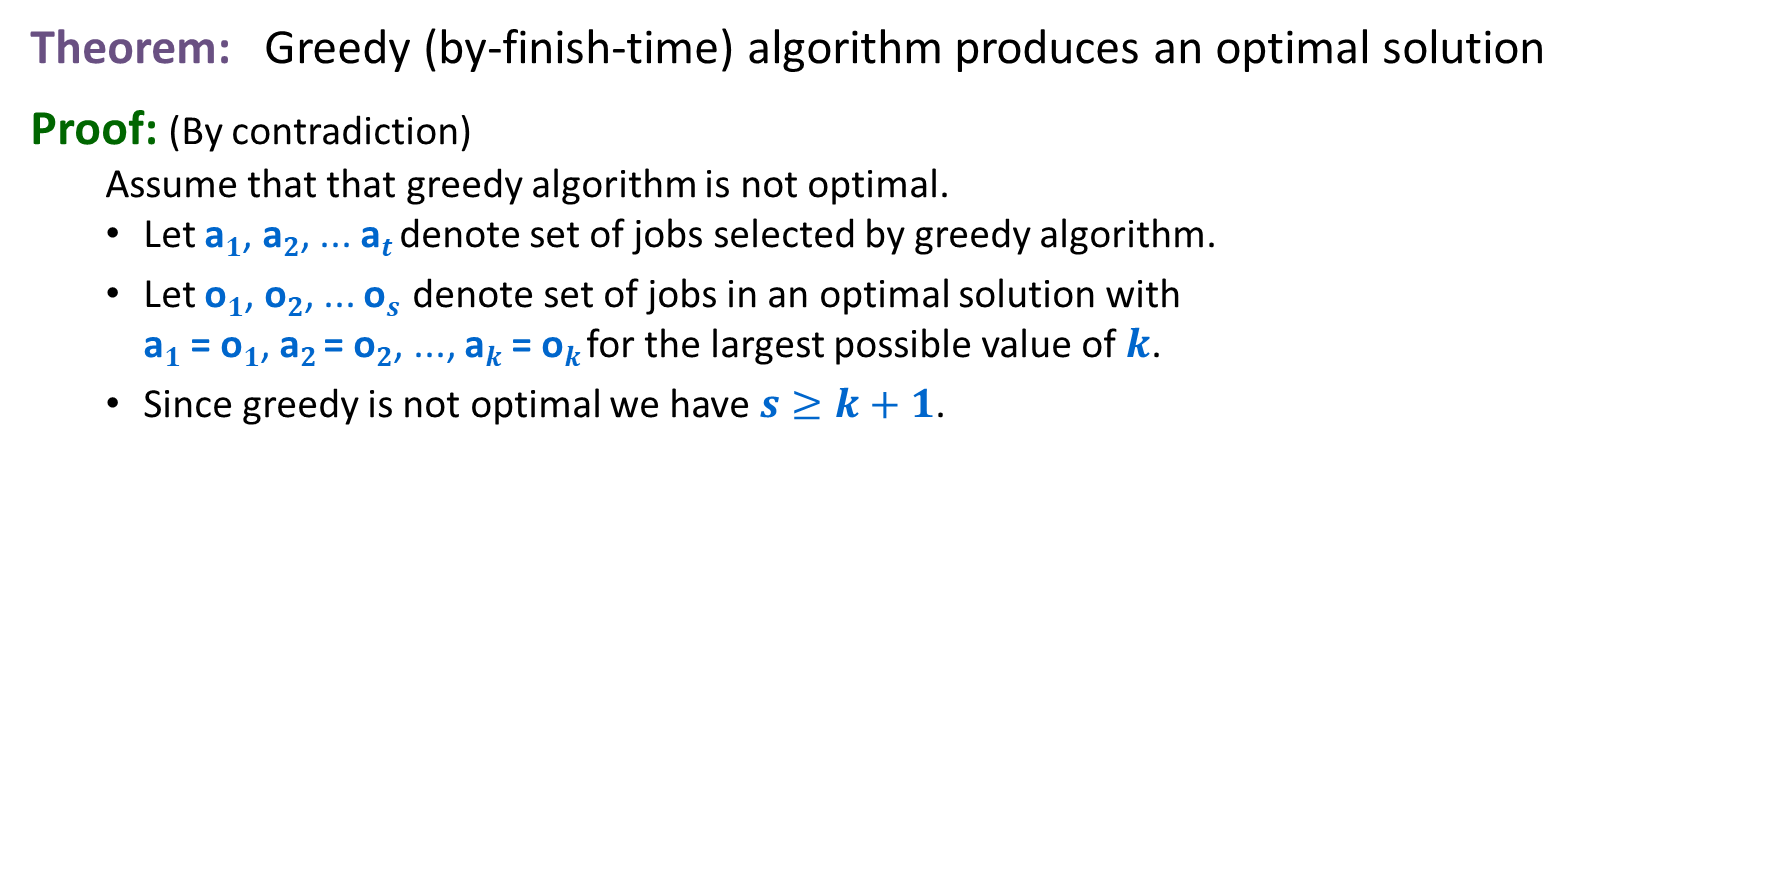 Theorem: Greedy (by-finish-time) algorithm produces an optimal solution
Proof: (By contradiction)
Assume that that greedy algorithm is not optimal.
• Let a₁, a₂, ... aₜ denote set of jobs selected by greedy algorithm.
• Let o₁, o₂, ... oₛ denote set of jobs in an optimal solution with
a₁ = o₁, a₂ = o₂, ..., aₖ = oₖ for the largest possible value of k.
• Since greedy is not optimal we have s ≥ k + 1.